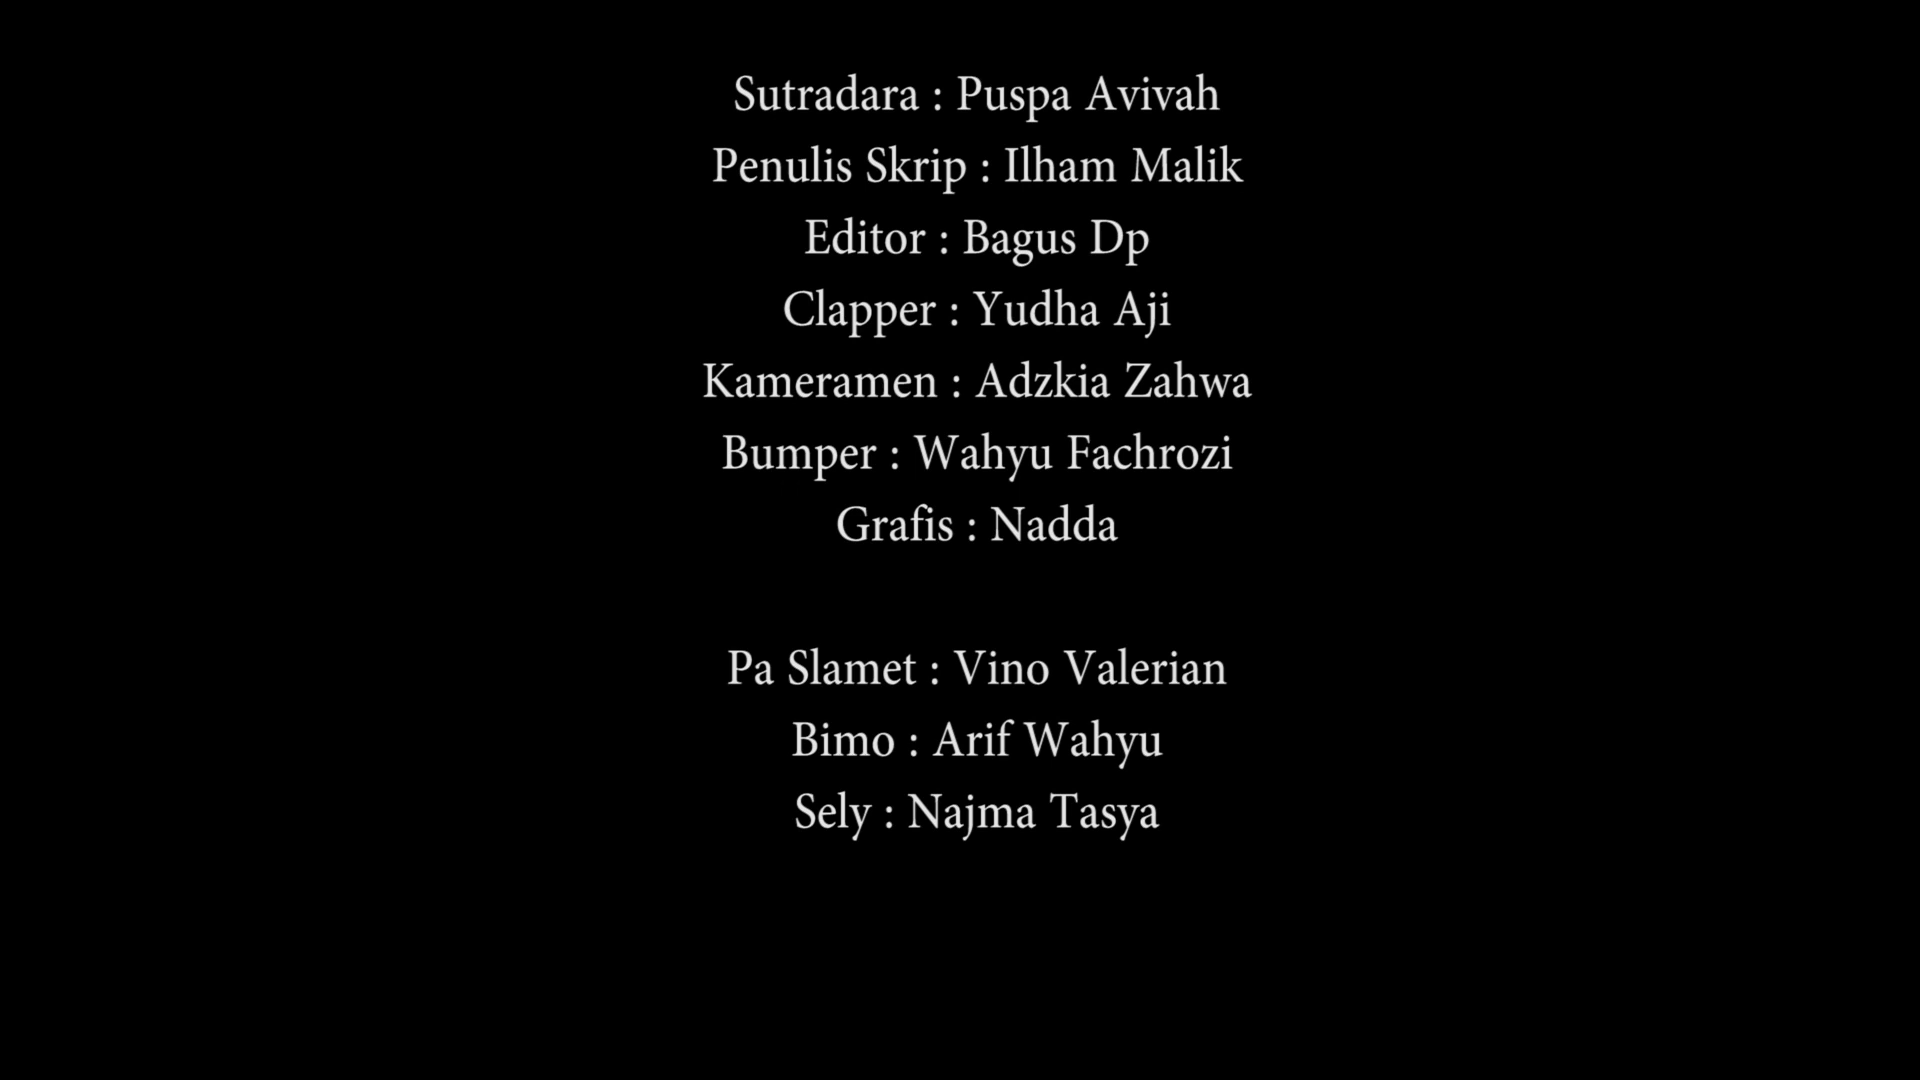 Sutradara : Puspa Avivah
Penulis Skrip : Ilham Malik
Editor : Bagus Dp
Clapper : Yudha Aji
Kameramen : Adzkia Zahwa
Bumper : Wahyu Fachrozi
Grafis : Nadda
Pa Slamet : Vino Valerian
Bimo : Arif Wahyu
Sely : Najma Tasya